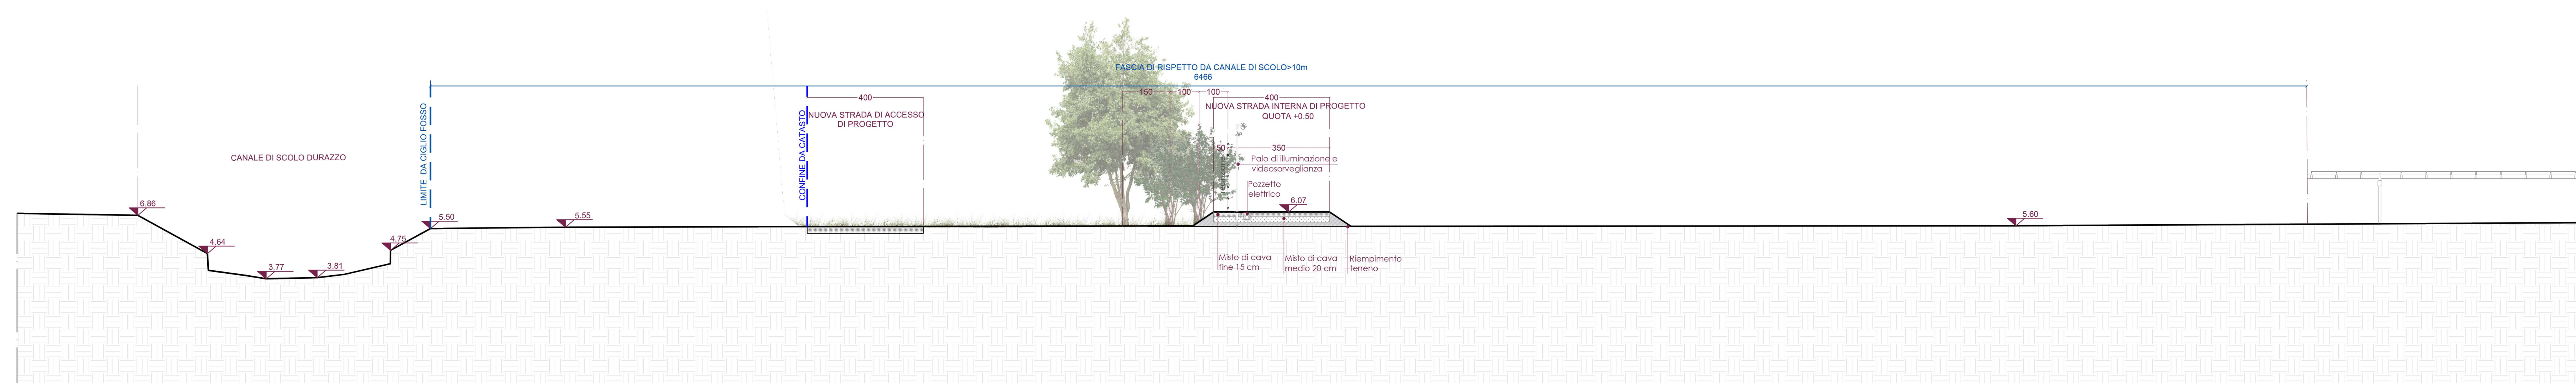 FASCIA DI RISPETTO DA CANALE DI SCOLO>10m
6466
150
100
100
400
400
NUOVA STRADA INTERNA DI PROGETTO
QUOTA +0.50
NUOVA STRADA DI ACCESSO
DI PROGETTO
LIMITE DA CIGLIO FOSSO
CONFINE DA CATASTO
CANALE DI SCOLO DURAZZO
50
350
Palo di illuminazione e
videosorveglianza
Pozzetto
elettrico
6.86
4.64
3.77
3.81
4.75
5.50
5.55
6.07
5.60
Misto di cava
fine 15 cm
Misto di cava
medio 20 cm
Riempimento
terreno